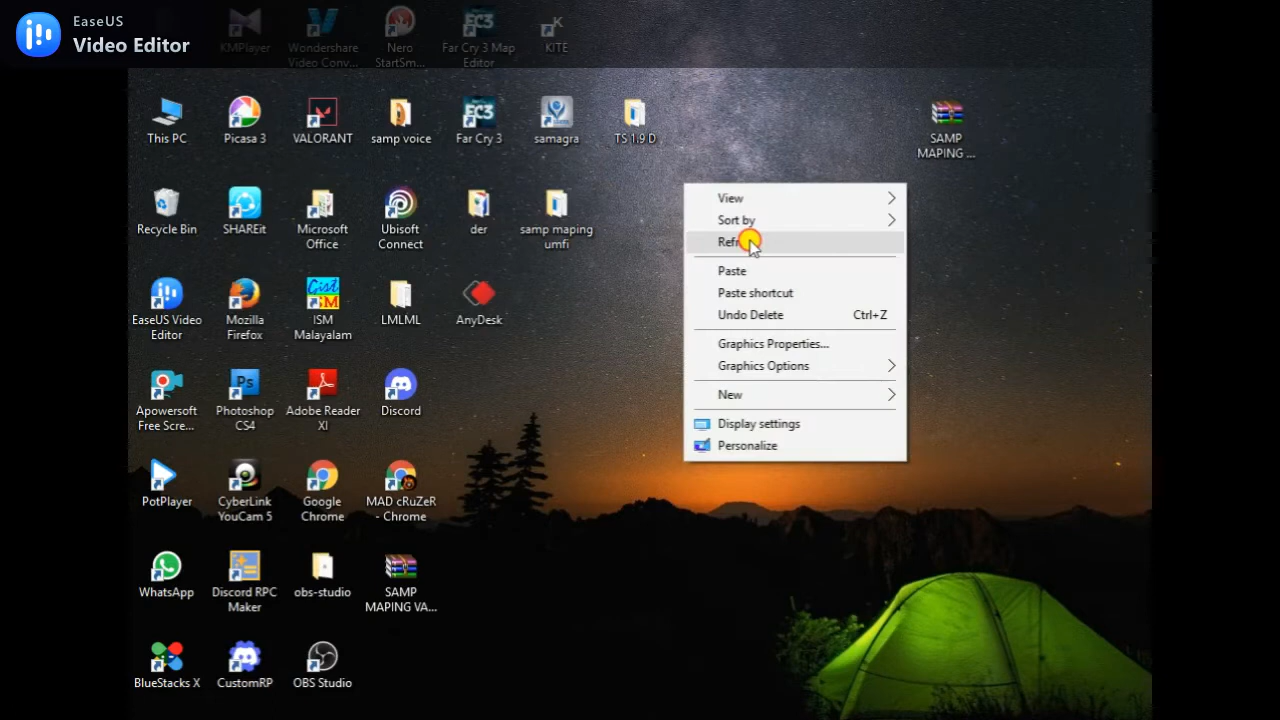 EaseUS
Video Editor
KMPlayer
Wondershare
Video Conv...
Nero
StartSm...
Far Cry 3 Map
Editor
KITE
This PC
Picasa 3
VALORANT
samp voice
Far Cry 3
samagra
TS 1.9 D
SAMP
MAPING ...
Recycle Bin
SHAREit
Microsoft
Office
Ubisoft
Connect
der
samp maping
umfi
View
Sort by
Refr
Paste
Paste shortcut
Undo Delete Ctrl+Z
Graphics Properties...
Graphics Options
New
Display settings
Personalize
EaseUS Video
Editor
Mozilla
Firefox
ISM
Malayalam
LMLML
AnyDesk
Apowersoft
Free Scre...
Photoshop
CS4
Adobe Reader
XI
Discord
PotPlayer
CyberLink
YouCam 5
Google
Chrome
MAD cRuZeR
- Chrome
WhatsApp
Discord RPC
Maker
obs-studio
SAMP
MAPING VA...
BlueStacks X
CustomRP
OBS Studio